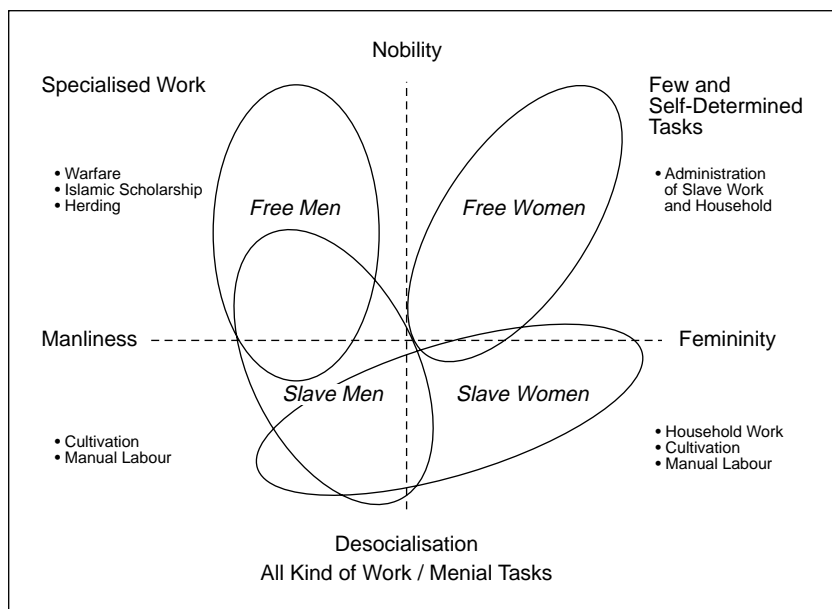 Nobility
Specialised Work
Few and
Self-Determined
Tasks
• Warfare
• Islamic Scholarship
• Herding
• Administration
of Slave Work
and Household
Free Men
Free Women
Manliness
Femininity
Slave Men
Slave Women
• Cultivation
• Manual Labour
• Household Work
• Cultivation
• Manual Labour
Desocialisation
All Kind of Work / Menial Tasks